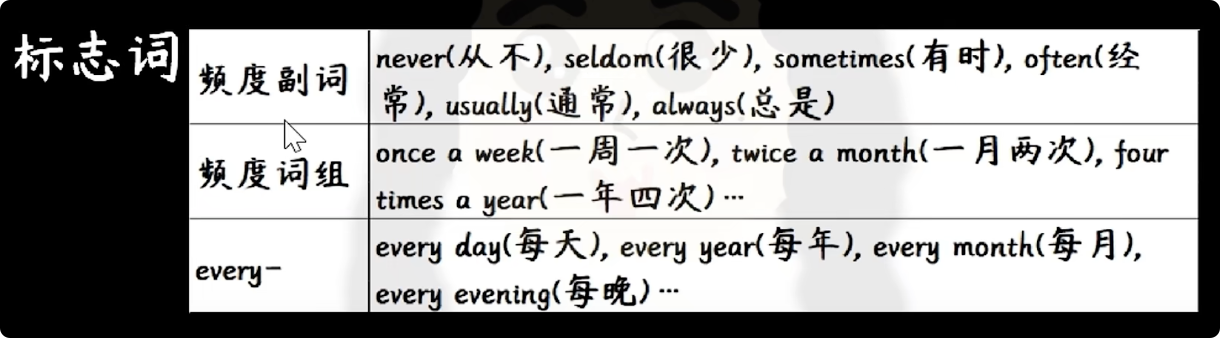 标志词
频度副词
never(从不), seldom(很少), sometimes(有时), often(经
常), usually(通常), always(总是)
频度词组
once a week(一周一次), twice a month(一月两次), four
times a year(一年四次)…
every-
every day(每天), every year(每年), every month(每月),
every evening(每晚)…